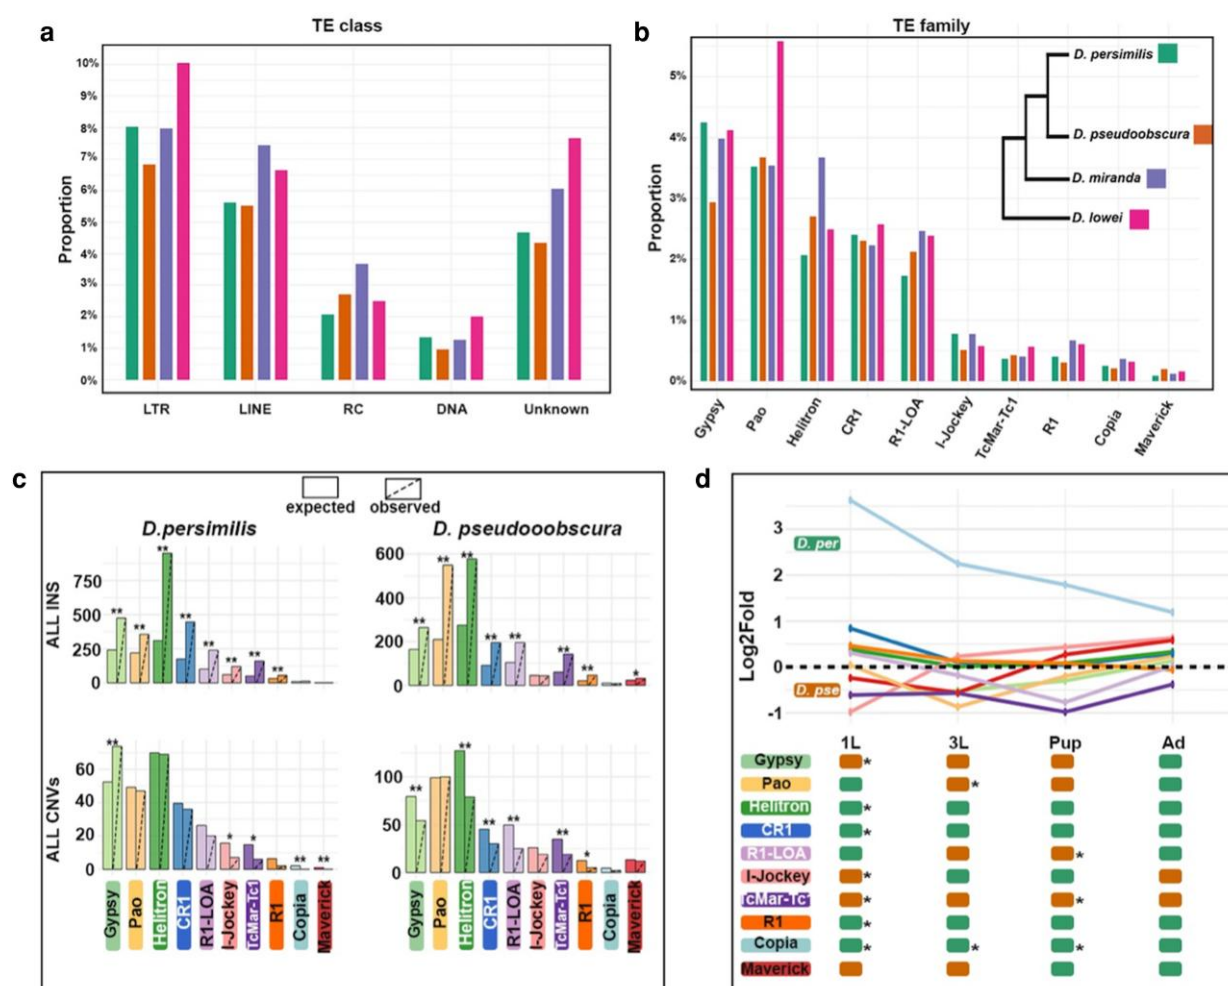 a
TE class
Proportion
10%
9%
8%
7%
6%
5%
4%
3%
2%
1%
0%
LTR LINE RC DNA Unknown
b
TE family
Proportion
5%
4%
3%
2%
1%
0%
D. persimilis
D. pseudoobscura
D. miranda
D. lowei
Gypsy Pao Helitron CR1 R1-LOA I-Jockey TcMar-Tc1 R1 Copia Maverick
c
expected observed
D.persimilis D. pseudooobscura
ALL INS
750
500
250
0
** ** ** ** ** ** ** **
600
400
200
0
** ** ** ** ** ** ** *
ALL CNVs
60
40
20
0
** * * ** **
100
50
0
** ** ** ** ** *
Gypsy Pao Helitron CR1 R1-LOA I-Jockey TcMar-Tc1 R1 Copia Maverick
Gypsy Pao Helitron CR1 R1-LOA I-Jockey TcMar-Tc1 R1 Copia Maverick
d
Log2Fold
3
2
1
0
-1
D. per
D. pse
1L 3L Pup Ad
Gypsy *
Pao *
Helitron *
CR1 *
R1-LOA *
I-Jockey *
TcMar-Tc1 * *
R1 *
Copia * * *
Maverick